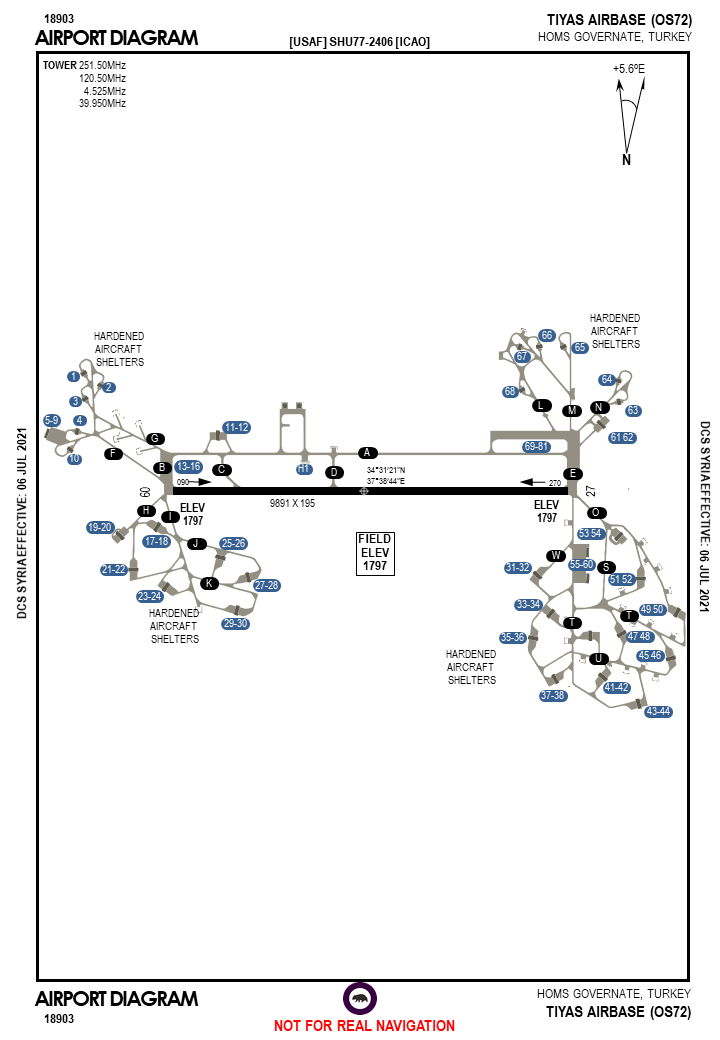 18903
TIYAS AIRBASE (OS72)
AIRPORT DIAGRAM
[USAF] SHU77-2406 [ICAO]
HOMS GOVERNATE, TURKEY
TOWER 251.50MHz
120.50MHz
4.525MHz
39.950MHz
+5.6ºE
N
HARDENED
AIRCRAFT
SHELTERS
HARDENED
AIRCRAFT
SHELTERS
1
2
3
4
5-9
10
F
G
B
13-16
11-12
C
H1
D
A
34°31'21"N
37°38'44"E
66
65
67
68
64
63
L
M
N
61 62
69-81
E
090
270
09
27
9891 X 195
ELEV
1797
ELEV
1797
FIELD
ELEV
1797
H
I
19-20
17-18
J
25-26
21-22
K
27-28
23-24
29-30
HARDENED
AIRCRAFT
SHELTERS
O
53 54
W
55-60
S
31-32
51 52
33-34
49 50
T
T
35-36
47 48
45 46
U
41-42
37-38
43-44
HARDENED
AIRCRAFT
SHELTERS
DCS SYRIA EFFECTIVE: 06 JUL 2021
DCS SYRIA EFFECTIVE: 06 JUL 2021
AIRPORT DIAGRAM
HOMS GOVERNATE, TURKEY
18903
TIYAS AIRBASE (OS72)
NOT FOR REAL NAVIGATION